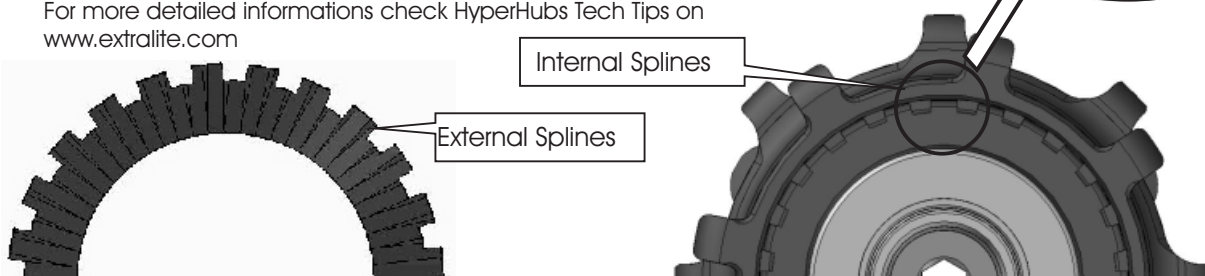 For more detailed informations check HyperHubs Tech Tips on
www.extralite.com
Internal Splines
External Splines